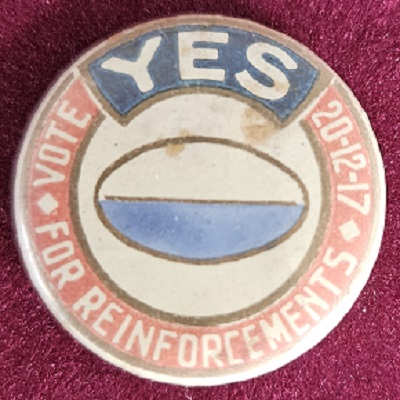 YES
VOTE ◆ FOR REINFORCEMENTS ◆ 20-12-17